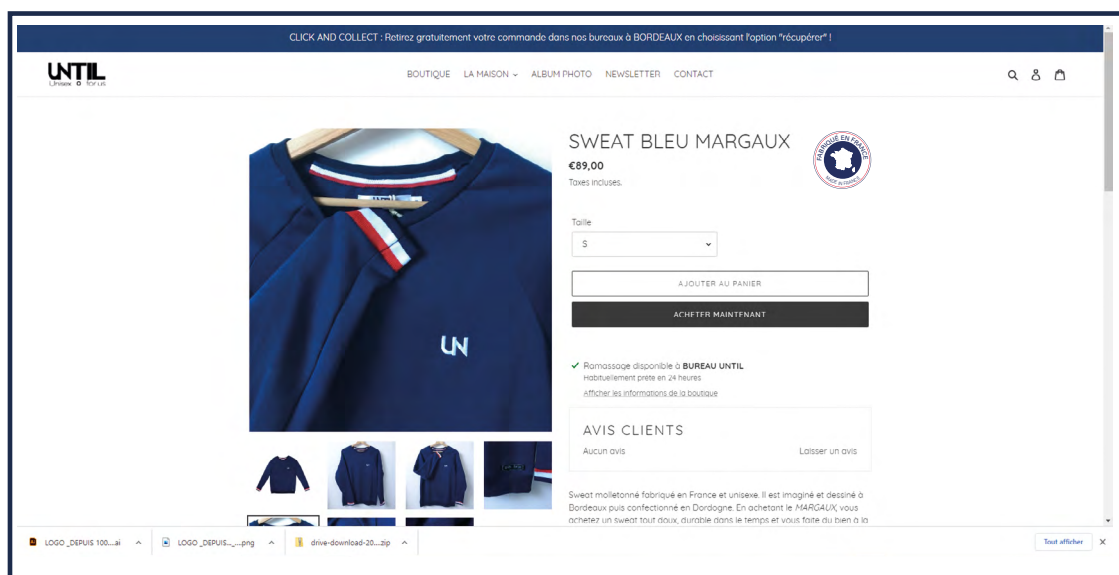 CLICK AND COLLECT : Retirez gratuitement votre commande dans nos bureaux à BORDEAUX en choisissant l'option "récupérer" !
UNTIL
Unisex for us
BOUTIQUE LA MAISON ALBUM PHOTO NEWSLETTER CONTACT
SWEAT BLEU MARGAUX
FABRIQUÉ EN FRANCE
MADE IN FRANCE
€89,00
Taxes incluses.
Taille
S
AJOUTER AU PANIER
ACHETER MAINTENANT
UNTIL
UN
Ramassage disponible à BUREAU UNTIL
Habituellement prête en 24 heures
Afficher les informations de la boutique
AVIS CLIENTS
Aucun avis Laisser un avis
Sweat molletonné fabriqué en France et unisexe. Il est imaginé et dessiné à
Bordeaux puis confectionné en Dordogne. En achetant le MARGAUX, vous
achetez un sweat tout doux, durable dans le temps et vous faite du bien à la
LOGO _DEPUIS 100....ai LOGO _DEPUIS..._...png drive-download-20....zip Tout afficher